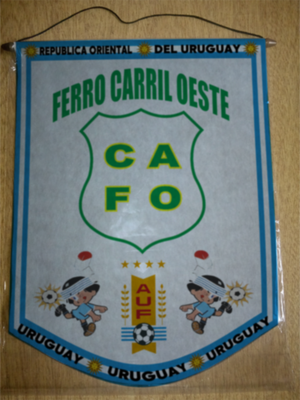 REPUBLICA ORIENTAL DEL URUGUAY
FERRO CARRIL OESTE
C A
F O
AUF
URUGUAY URUGUAY URUGUAY